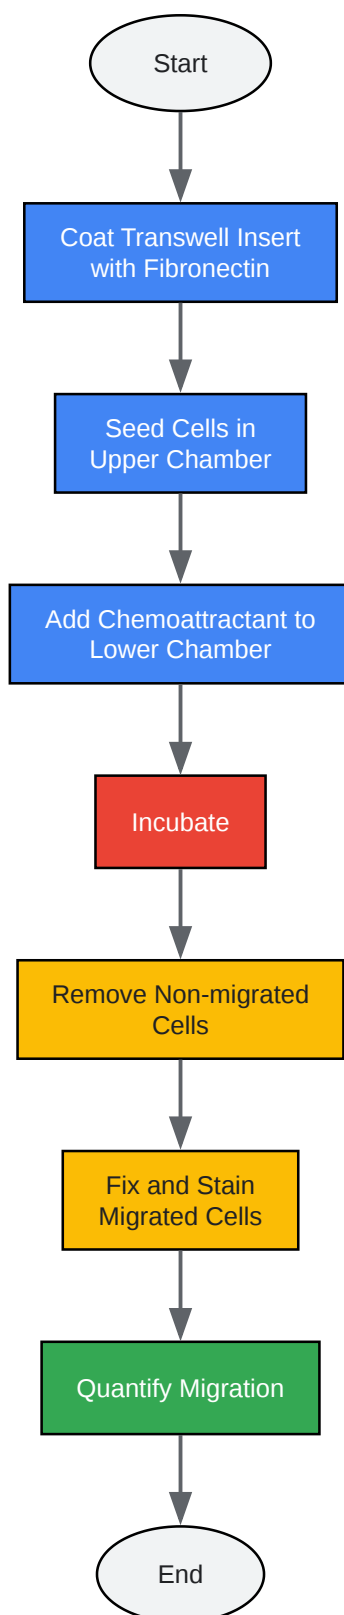 Start
Coat Transwell Insert
with Fibronectin
Seed Cells in
Upper Chamber
Add Chemoattractant to
Lower Chamber
Incubate
Remove Non-migrated
Cells
Fix and Stain
Migrated Cells
Quantify Migration
End